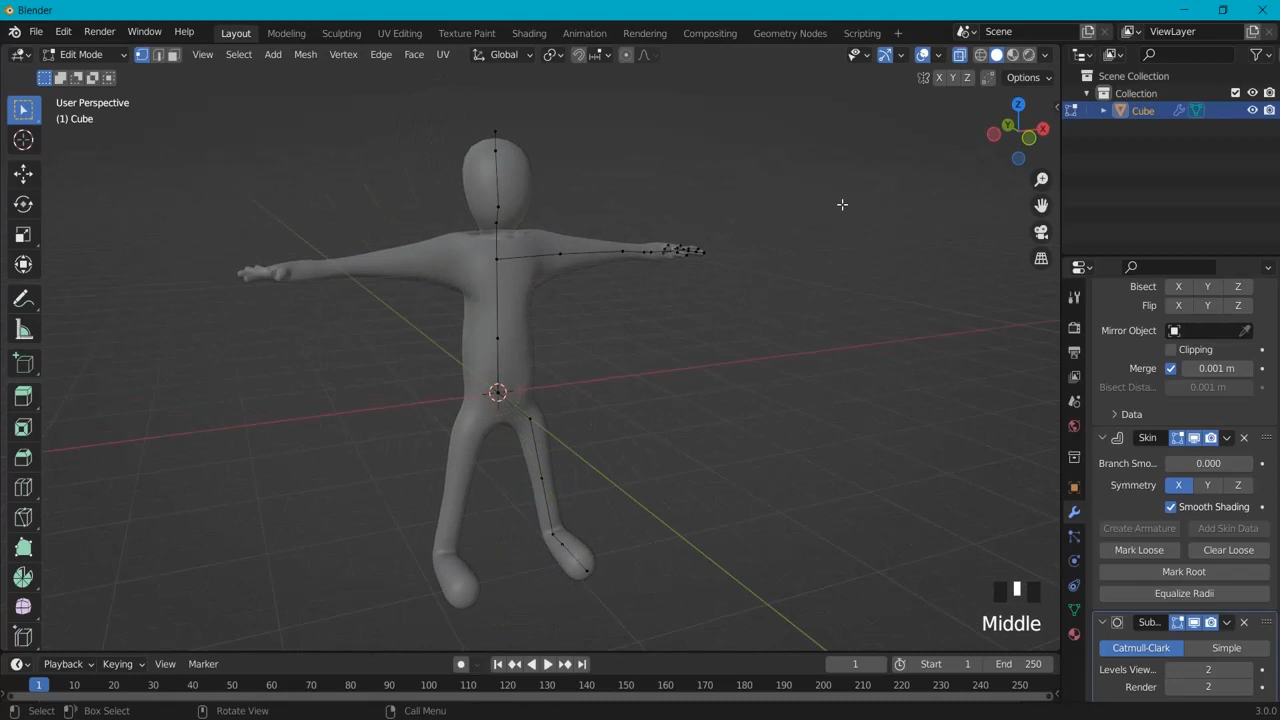 Blender
File Edit Render Window Help Layout Modeling Sculpting UV Editing Texture Paint Shading Animation Rendering Compositing Geometry Nodes Scripting + Scene ViewLayer
Edit Mode View Select Add Mesh Vertex Edge Face UV Global
X Y Z Options
User Perspective
(1) Cube
Z
Y X
Scene Collection
Collection
Cube
Bisect X Y Z
Flip X Y Z
Mirror Object
Clipping
Merge 0.001 m
Bisect Dista... 0.001 m
Data
Skin
Branch Smo... 0.000
Symmetry X Y Z
Smooth Shading
Create Armature Add Skin Data
Mark Loose Clear Loose
Mark Root
Equalize Radii
Sub...
Catmull-Clark Simple
Levels View... 2
Render 2
Middle
Playback Keying View Marker 1 Start 1 End 250
1 10 20 30 40 50 60 70 80 90 100 110 120 130 140 150 160 170 180 190 200 210 220 230 240 250
Select Box Select Rotate View Call Menu 3.0.0